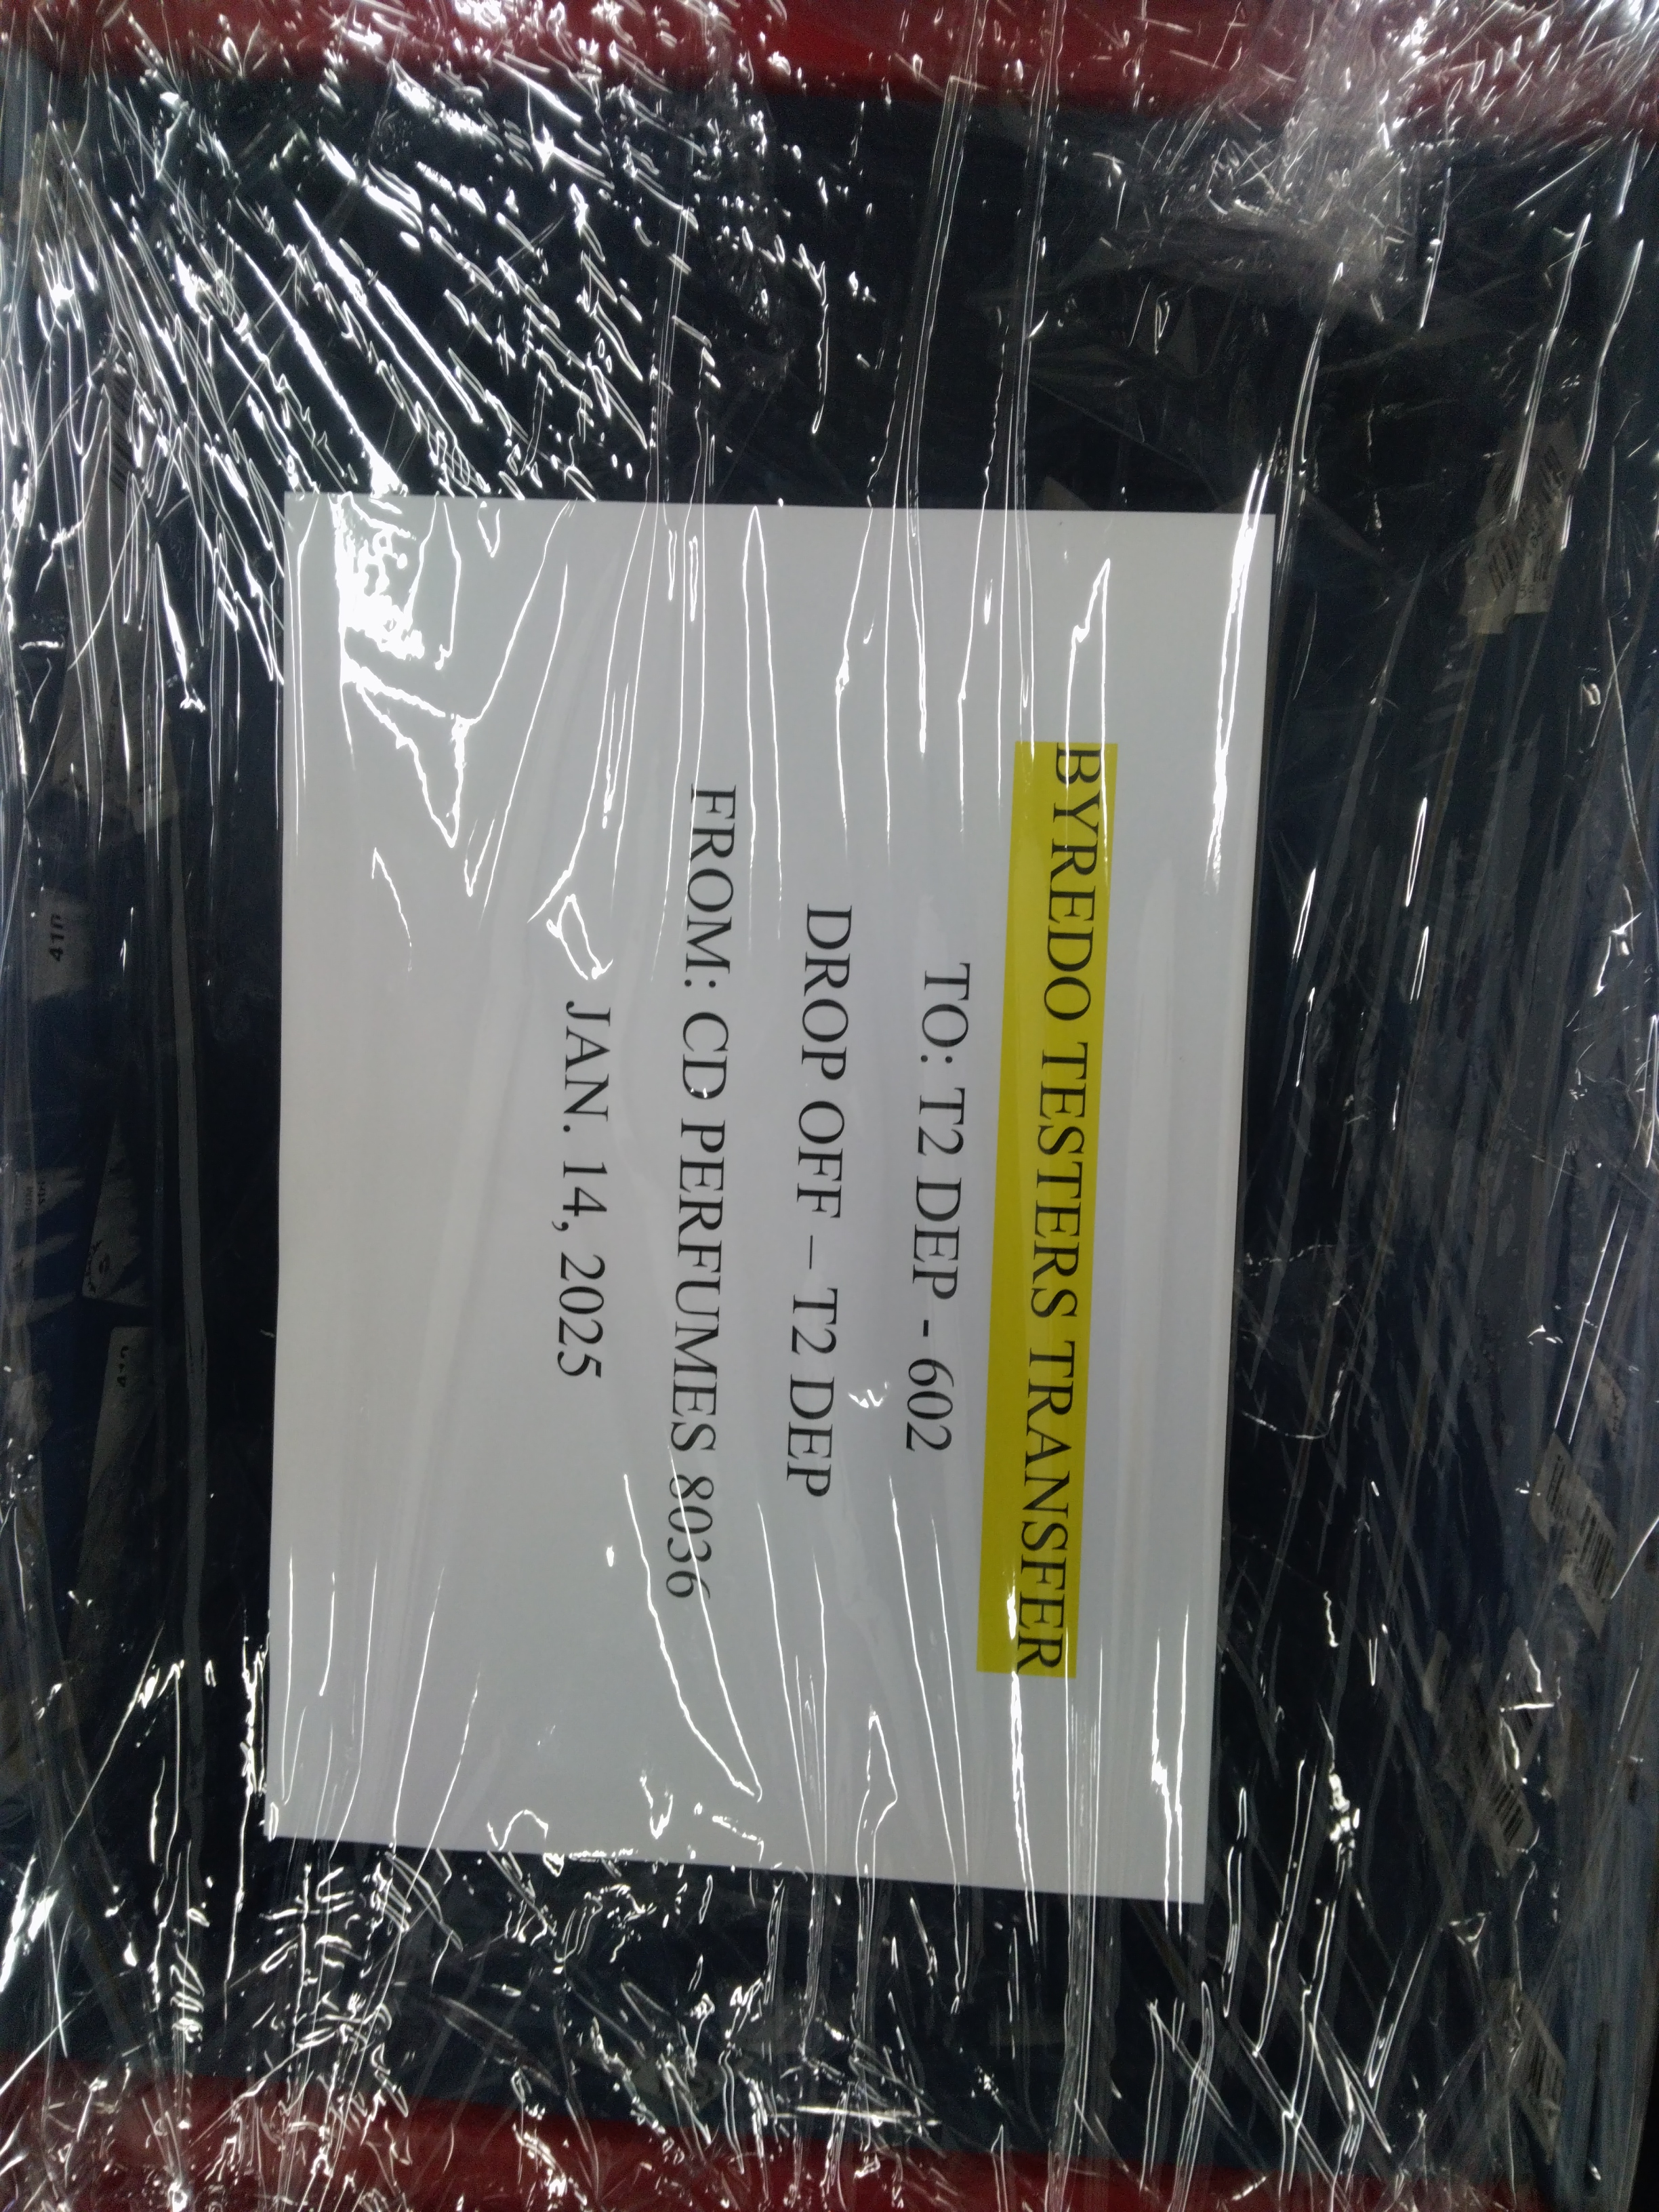 BYREDO TESTERS TRANSFER
TO: T2 DEP - 602
DROP OFF – T2 DEP
FROM: CD PERFUMES 8036
JAN. 14, 2025